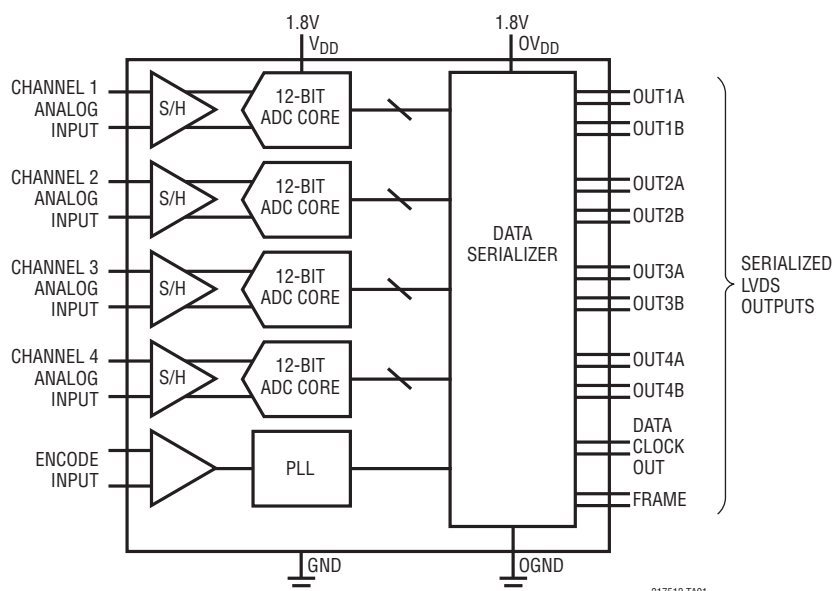 1.8V
VDD
1.8V
OVDD
CHANNEL 1
ANALOG
INPUT
S/H
12-BIT
ADC CORE
OUT1A
OUT1B
CHANNEL 2
ANALOG
INPUT
S/H
12-BIT
ADC CORE
OUT2A
OUT2B
DATA
SERIALIZER
CHANNEL 3
ANALOG
INPUT
S/H
12-BIT
ADC CORE
OUT3A
OUT3B
SERIALIZED
LVDS
OUTPUTS
CHANNEL 4
ANALOG
INPUT
S/H
12-BIT
ADC CORE
OUT4A
OUT4B
ENCODE
INPUT
PLL
DATA
CLOCK
OUT
FRAME
GND
OGND